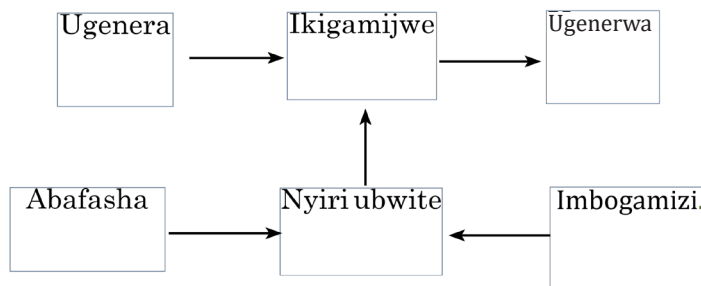 Ugenera
Ikigamijwe
Ugenerwa
Abafasha
Nyiri ubwite
Imbogamizi.